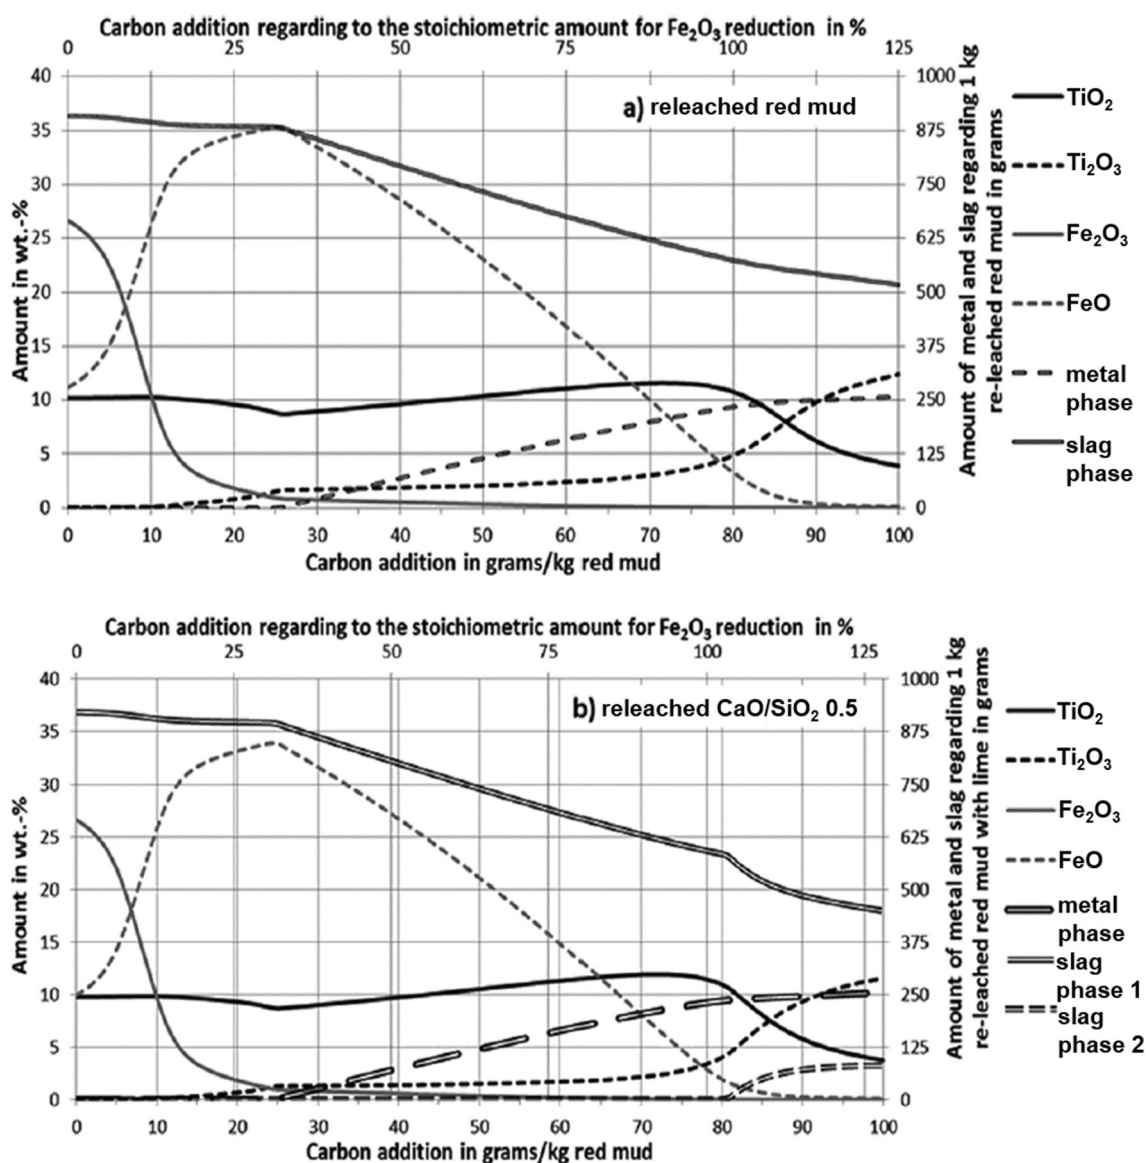 Carbon addition regarding to the stoichiometric amount for Fe₂O₃ reduction in %
0 25 50 75 100 125
40 1000
35 875
30 750
25 625
20 500
15 375
10 250
5 125
0 0
a) releached red mud
Amount in wt.-%
Amount of metal and slag regarding 1 kg
re-leached red mud in grams
0 10 20 30 40 50 60 70 80 90 100
Carbon addition in grams/kg red mud
TiO₂
Ti₂O₃
Fe₂O₃
FeO
metal
phase
slag
phase
Carbon addition regarding to the stoichiometric amount for Fe₂O₃ reduction in %
0 25 50 75 100 125
40 1000
35 875
30 750
25 625
20 500
15 375
10 250
5 125
0 0
b) releached CaO/SiO₂ 0.5
Amount in wt.-%
Amount of metal and slag regarding 1 kg
re-leached red mud with lime in grams
0 10 20 30 40 50 60 70 80 90 100
Carbon addition in grams/kg red mud
TiO₂
Ti₂O₃
Fe₂O₃
FeO
metal
phase
slag
phase 1
slag
phase 2